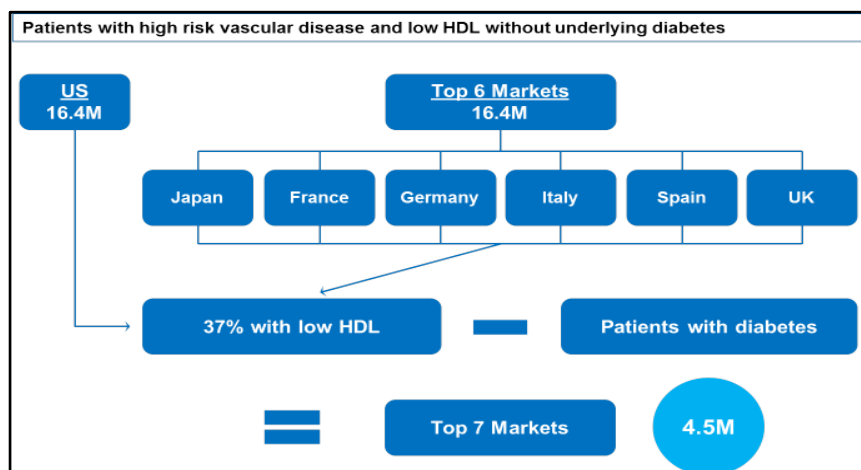 Patients with high risk vascular disease and low HDL without underlying diabetes
US
16.4M
Top 6 Markets
16.4M
Japan
France
Germany
Italy
Spain
UK
37% with low HDL
Patients with diabetes
Top 7 Markets
4.5M